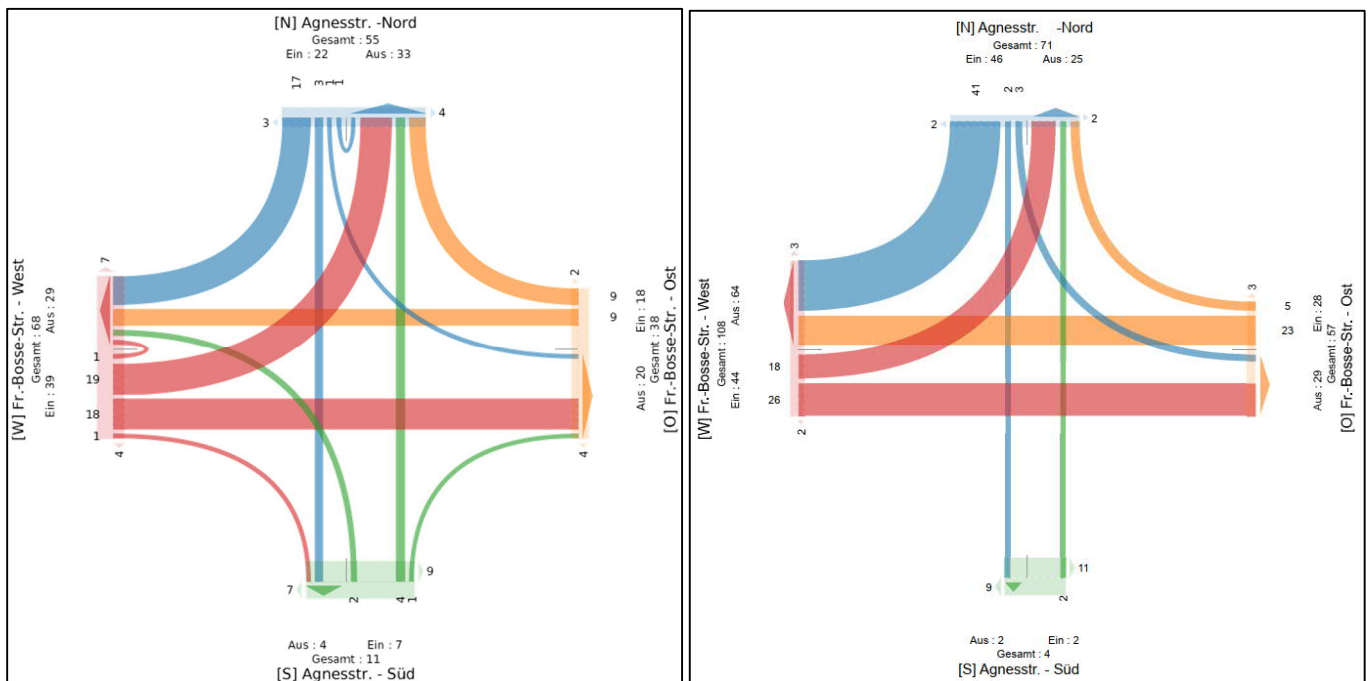 [N] Agnesstr. -Nord
Gesamt : 55
Ein : 22 Aus : 33
17 3 1 1
3 4
7
[W] Fr.-Bosse-Str. - West
Gesamt : 68
Ein : 39 Aus : 29
1
19
18
1
4
2
9
9
[O] Fr.-Bosse-Str. - Ost
Gesamt : 38
Aus : 20 Ein : 18
4
7 9
2 4 1
Aus : 4 Ein : 7
Gesamt : 11
[S] Agnesstr. - Süd
[N] Agnesstr. -Nord
Gesamt : 71
Ein : 46 Aus : 25
41 2 3
2 2
3
[W] Fr.-Bosse-Str. - West
Gesamt : 108
Ein : 44 Aus : 64
18
26
2
3
5
23
[O] Fr.-Bosse-Str. - Ost
Gesamt : 57
Aus : 29 Ein : 28
9 11
2
Aus : 2 Ein : 2
Gesamt : 4
[S] Agnesstr. - Süd